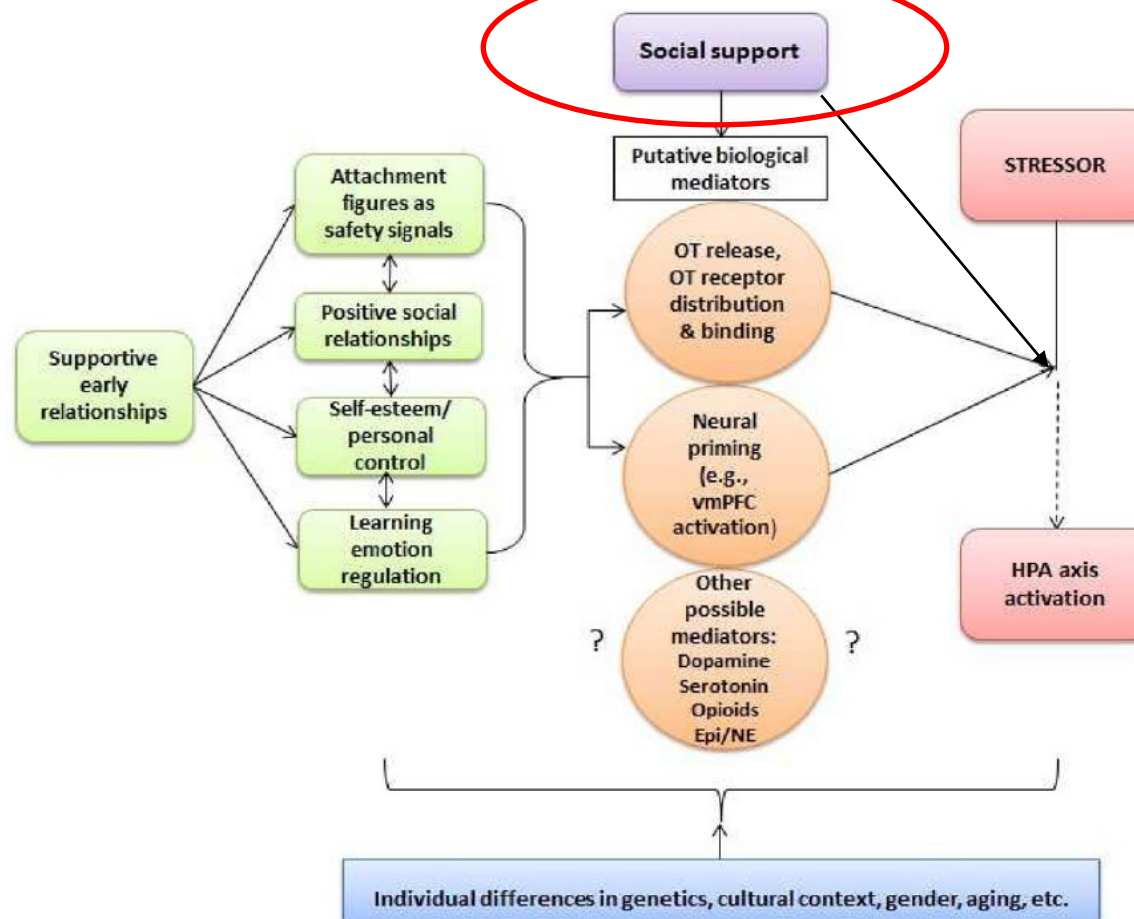 Social support
Putative biological
mediators
STRESSOR
Attachment
figures as
safety signals
OT release,
OT receptor
distribution
& binding
Positive social
relationships
Supportive
early
relationships
Self-esteem/
personal
control
Neural
priming
(e.g.,
vmPFC
activation)
Learning
emotion
regulation
HPA axis
activation
Other
possible
mediators:
Dopamine
Serotonin
Opioids
Epi/NE
?
?
Individual differences in genetics, cultural context, gender, aging, etc.